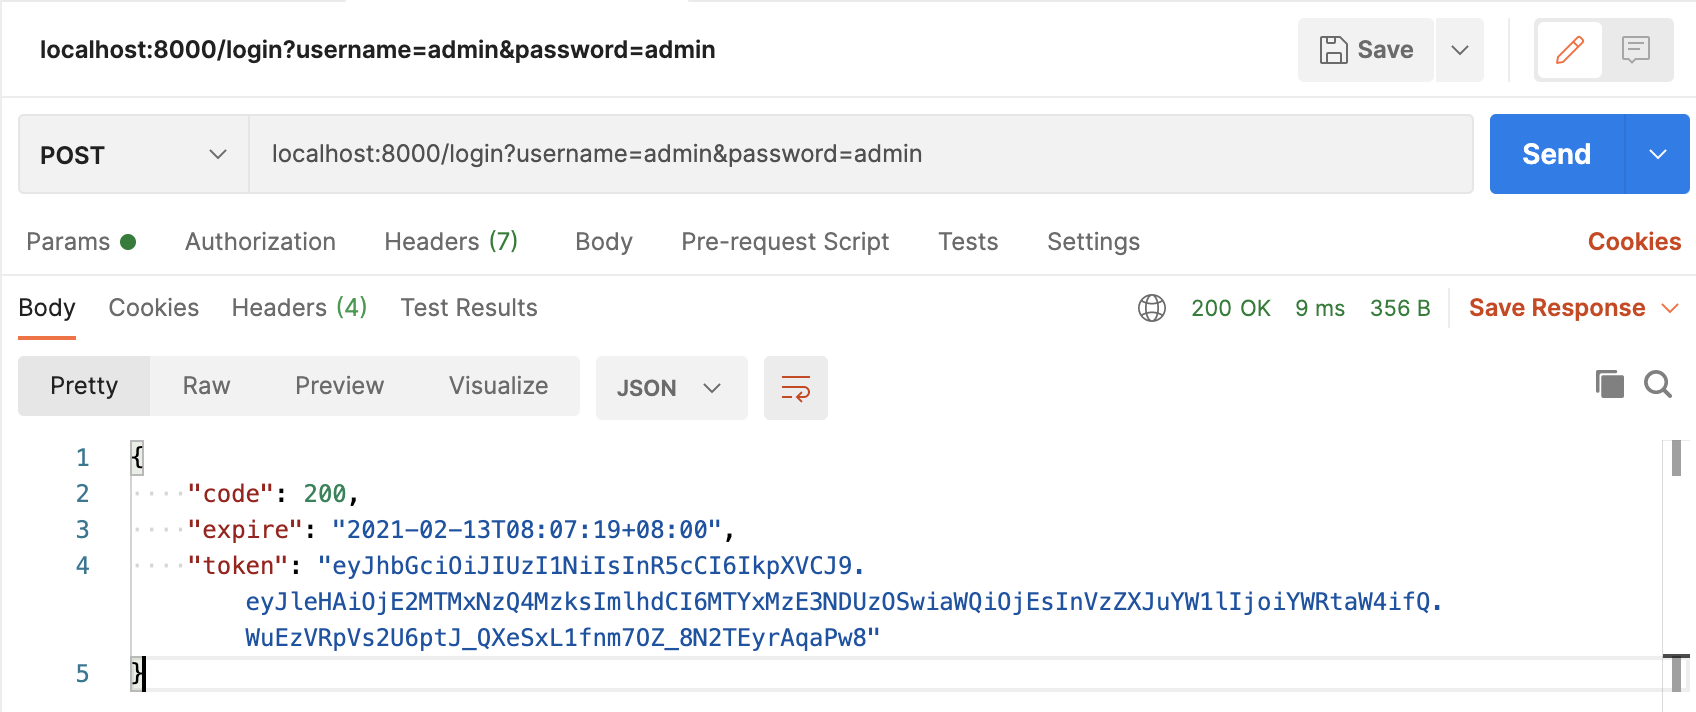 localhost:8000/login?username=admin&password=admin
Save
POST
localhost:8000/login?username=admin&password=admin
Send
Params
Authorization
Headers (7)
Body
Pre-request Script
Tests
Settings
Cookies
Body
Cookies
Headers (4)
Test Results
200 OK
9 ms
356 B
Save Response
Pretty
Raw
Preview
Visualize
JSON
1 {
2 "code": 200,
3 "expire": "2021-02-13T08:07:19+08:00",
4 "token": "eyJhbGciOiJIUzI1NiIsInR5cCI6IkpXVCJ9.
eyJleHAiOjE2MTMxNzQ4MzksImlhdCI6MTYxMzE3NDUzOSwiaWQiOjEsInVzZXJuYW1lIjoiYWRtaW4ifQ.
WuEzVRpVs2U6ptJ_QXeSxL1fnm7OZ_8N2TEyrAqaPw8"
5 }